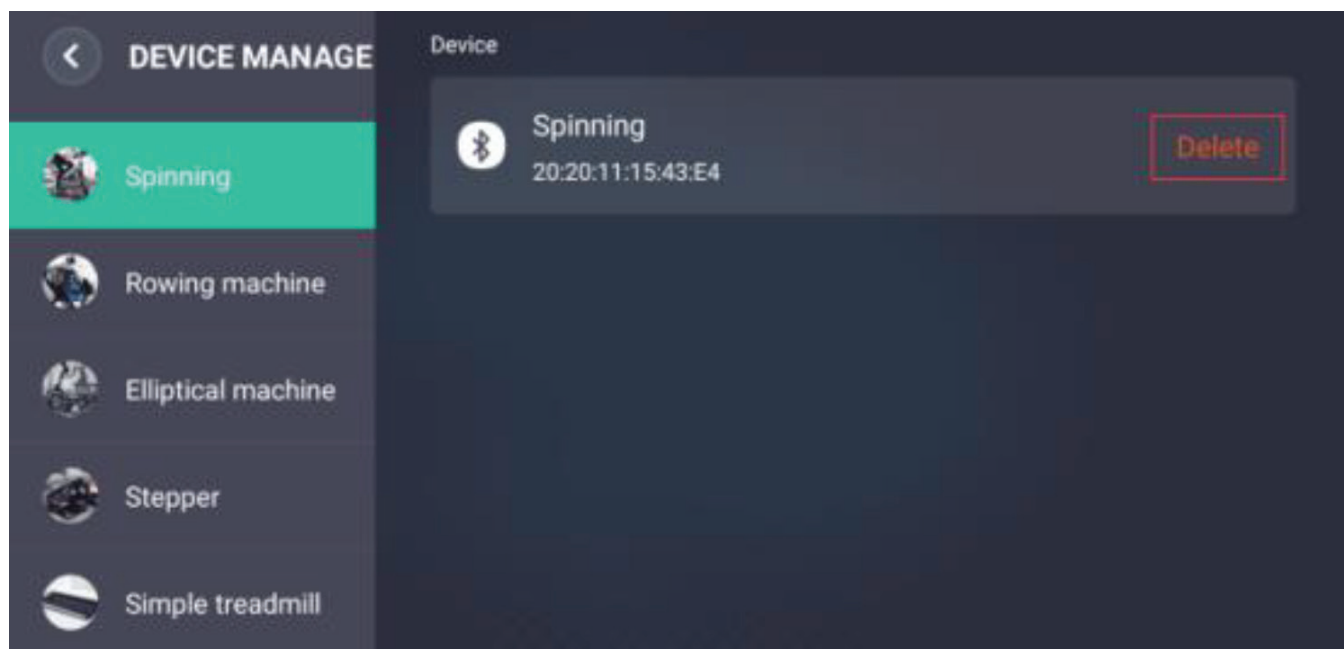 DEVICE MANAGE
Spinning
Rowing machine
Elliptical machine
Stepper
Simple treadmill
Device
Spinning
20:20:11:15:43:E4
Delete